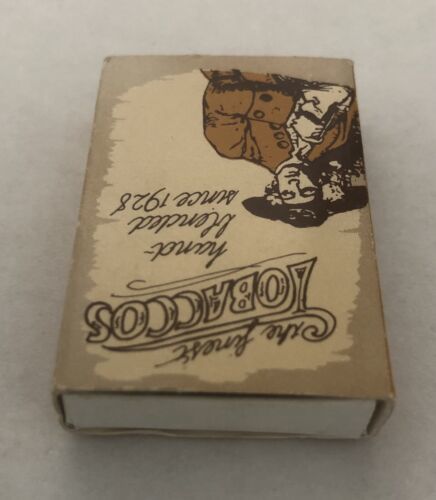 the finest
TOBACCOS
hand-
blended
since 1928